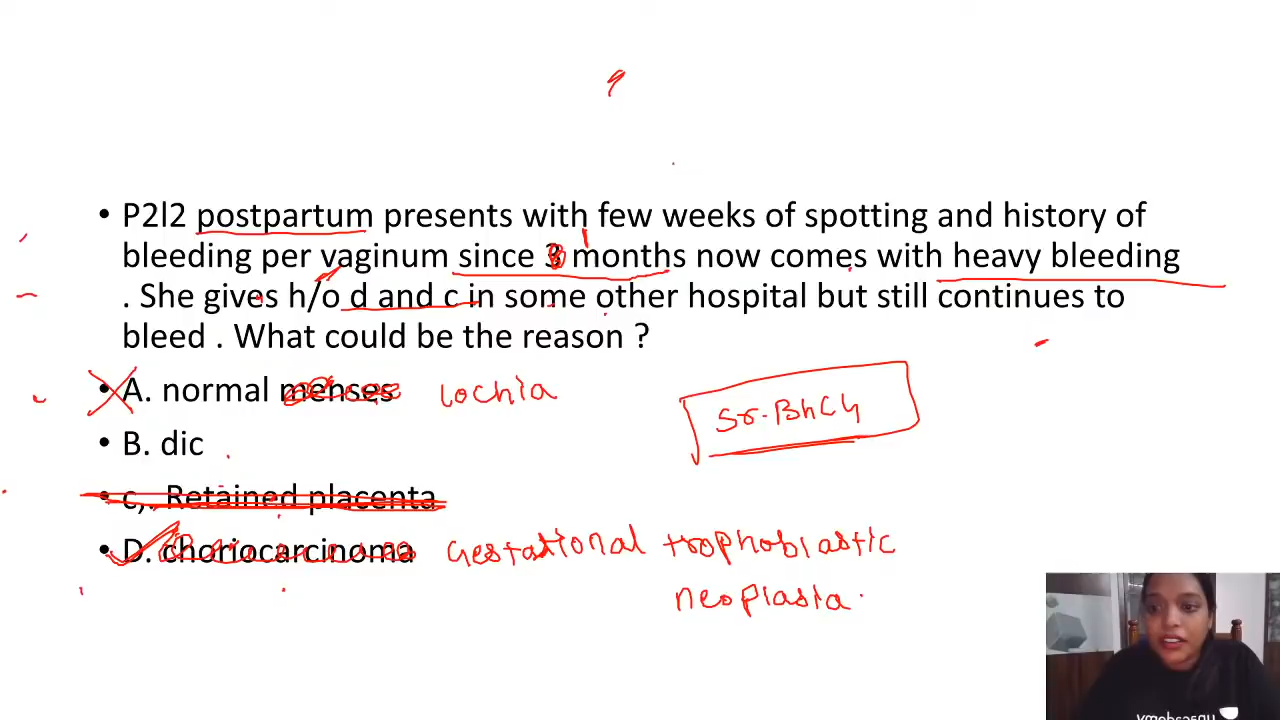 • P2l2 postpartum presents with few weeks of spotting and history of
bleeding per vaginum since 3 months now comes with heavy bleeding
. She gives h/o d and c in some other hospital but still continues to
bleed . What could be the reason ?
• A. normal menses lochia
• B. dic
Sr. BhCG
• c,. Retained placenta
• D. choriocarcinoma Gestational trophoblastic
neoplasia.